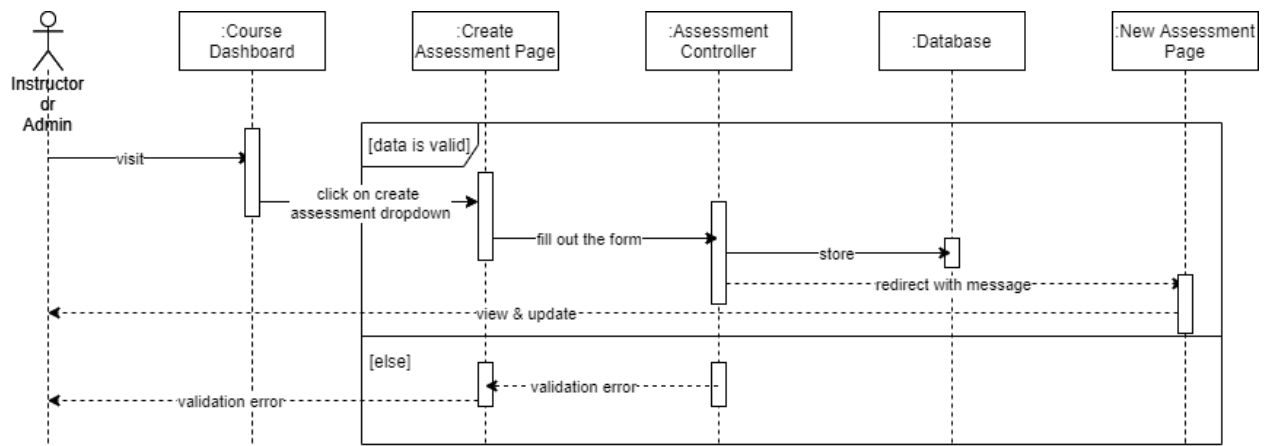 :Course
Dashboard
:Create
Assessment Page
:Assessment
Controller
:Database
:New Assessment
Page
Instructor
dr
Admin
[data is valid]
visit
click on create
assessment dropdown
fill out the form
store
redirect with message
view & update
[else]
validation error
validation error